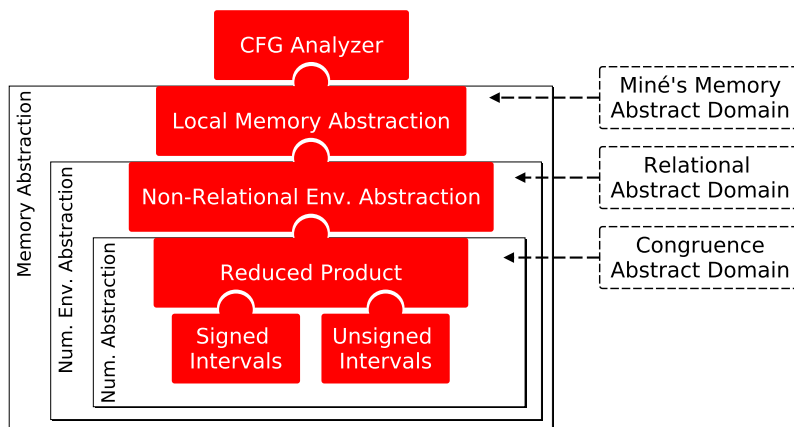 CFG Analyzer
Memory Abstraction
Local Memory Abstraction
Num. Env. Abstraction
Non-Relational Env. Abstraction
Num. Abstraction
Reduced Product
Signed
Intervals
Unsigned
Intervals
Miné's Memory
Abstract Domain
Relational
Abstract Domain
Congruence
Abstract Domain